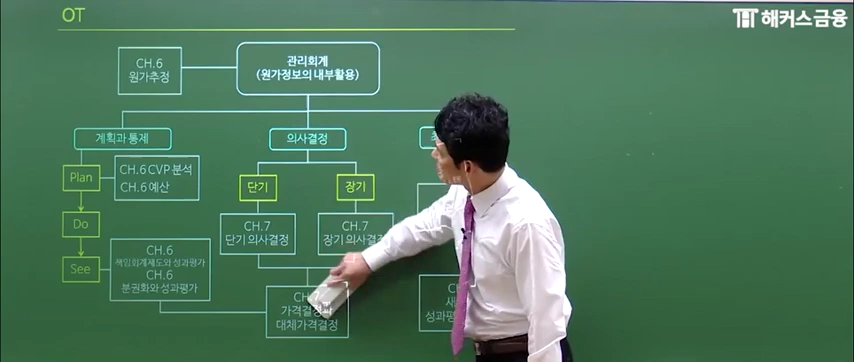 OT
해커스금융
CH.6
원가추정
관리회계
(원가정보의 내부활용)
계획과 통제
의사결정
Plan
CH.6 CVP 분석
CH.6 예산
단기
장기
Do
CH.7
단기 의사결정
CH.7
장기 의사결
See
CH.6
책임회계제도와 성과평가
CH.6
분권화와 성과평가
가격결정과
대체가격결정
새
성과평